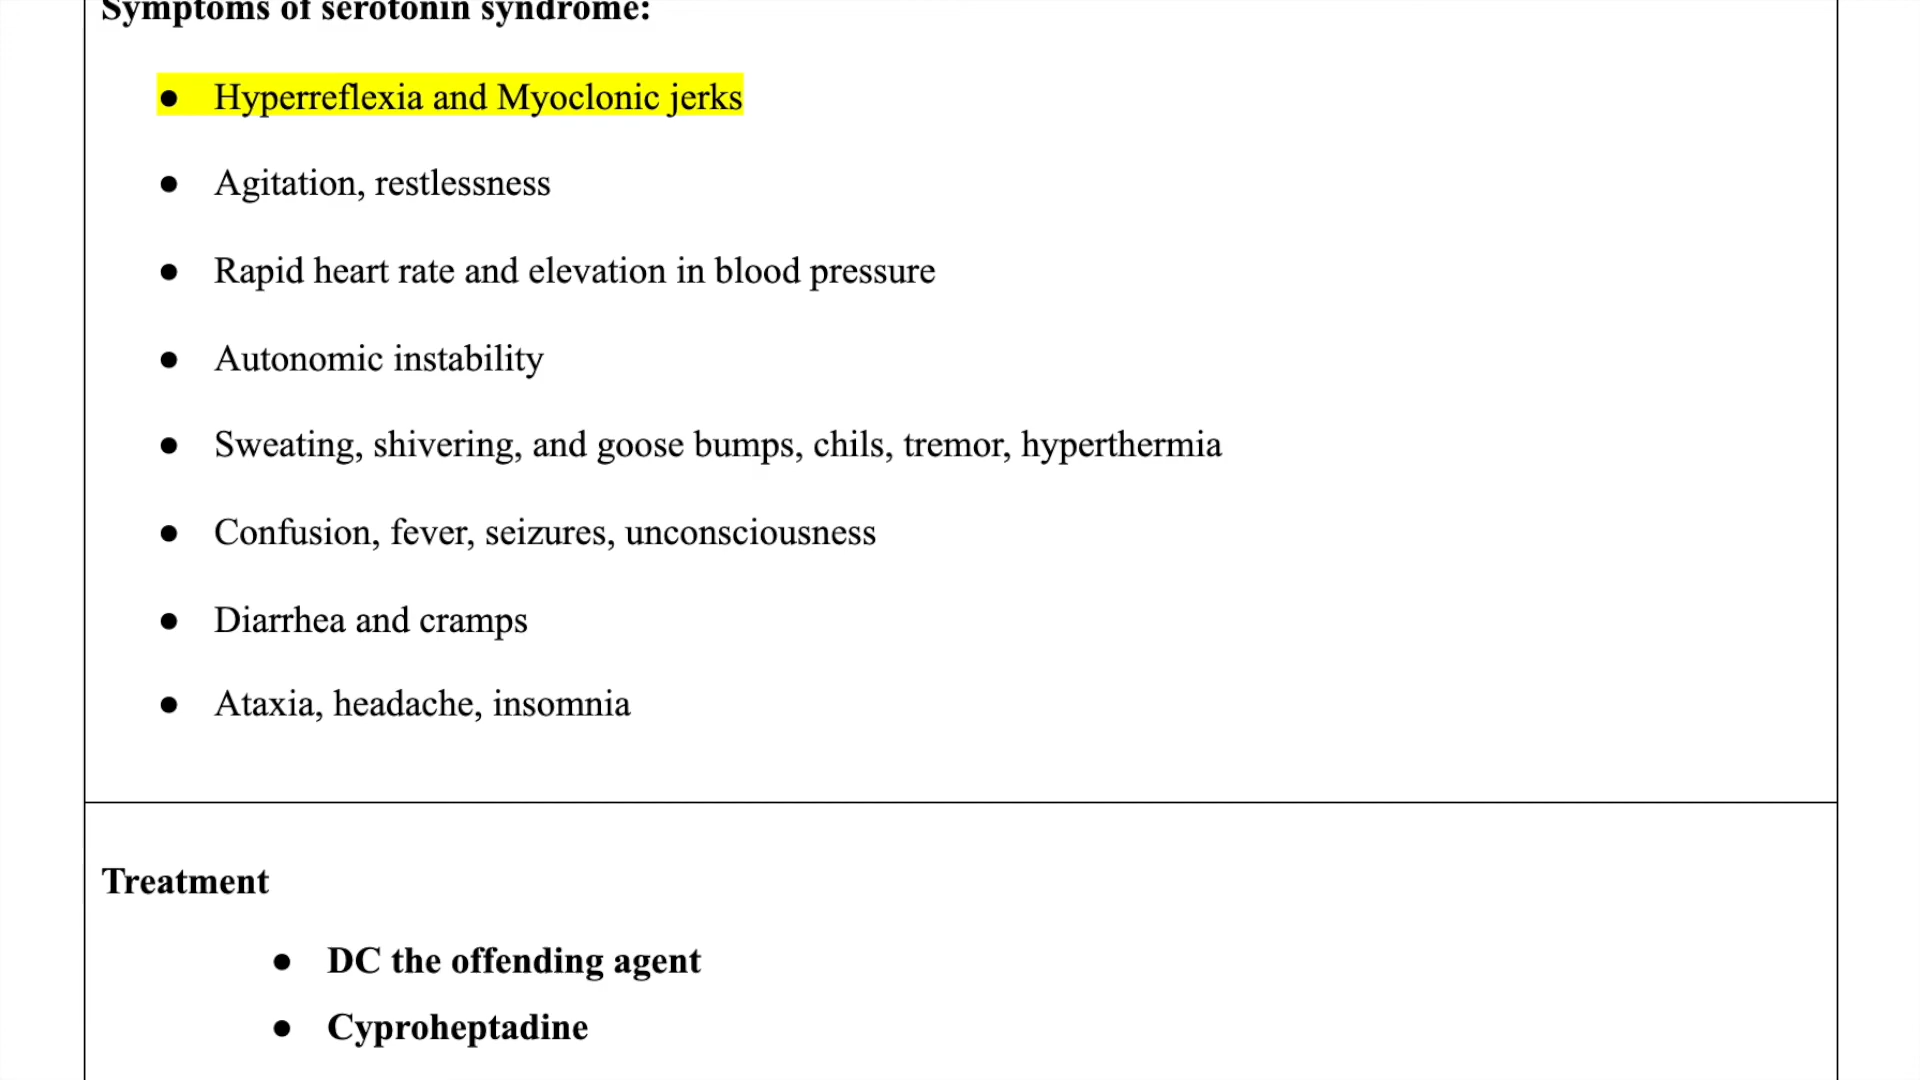 Symptoms of serotonin syndrome:
● Hyperreflexia and Myoclonic jerks
● Agitation, restlessness
● Rapid heart rate and elevation in blood pressure
● Autonomic instability
● Sweating, shivering, and goose bumps, chils, tremor, hyperthermia
● Confusion, fever, seizures, unconsciousness
● Diarrhea and cramps
● Ataxia, headache, insomnia
Treatment
● DC the offending agent
● Cyproheptadine